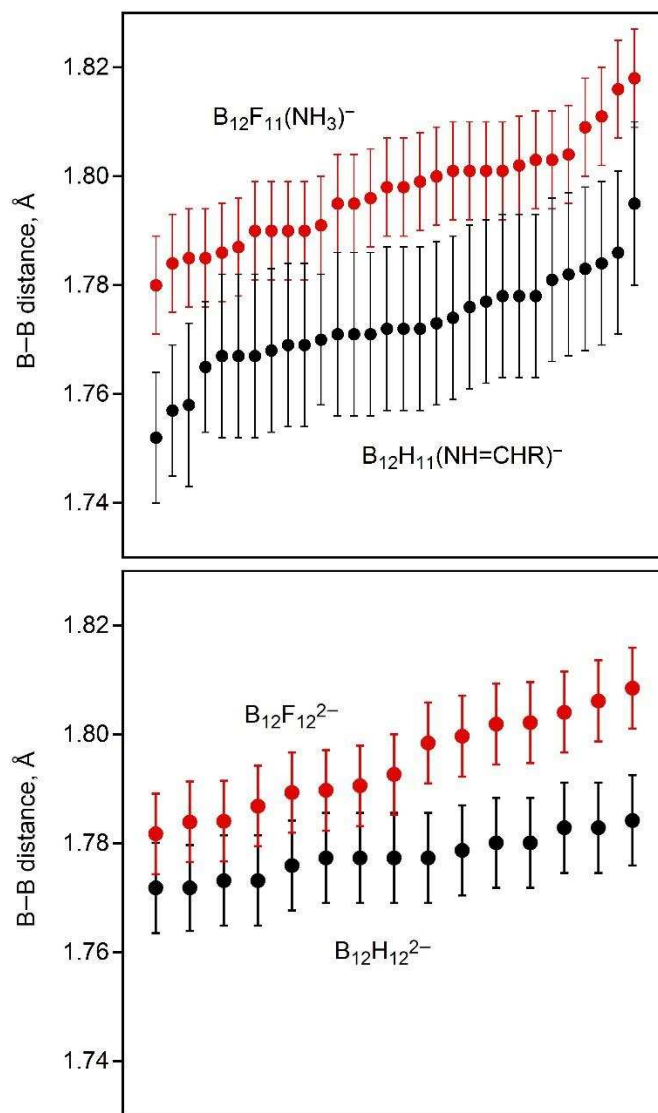 1.82
B₁₂F₁₁(NH₃)⁻
1.80
1.78
B–B distance, Å
1.76
B₁₂H₁₁(NH=CHR)⁻
1.74
1.82
B₁₂F₁₂²⁻
1.80
1.78
B–B distance, Å
1.76
B₁₂H₁₂²⁻
1.74